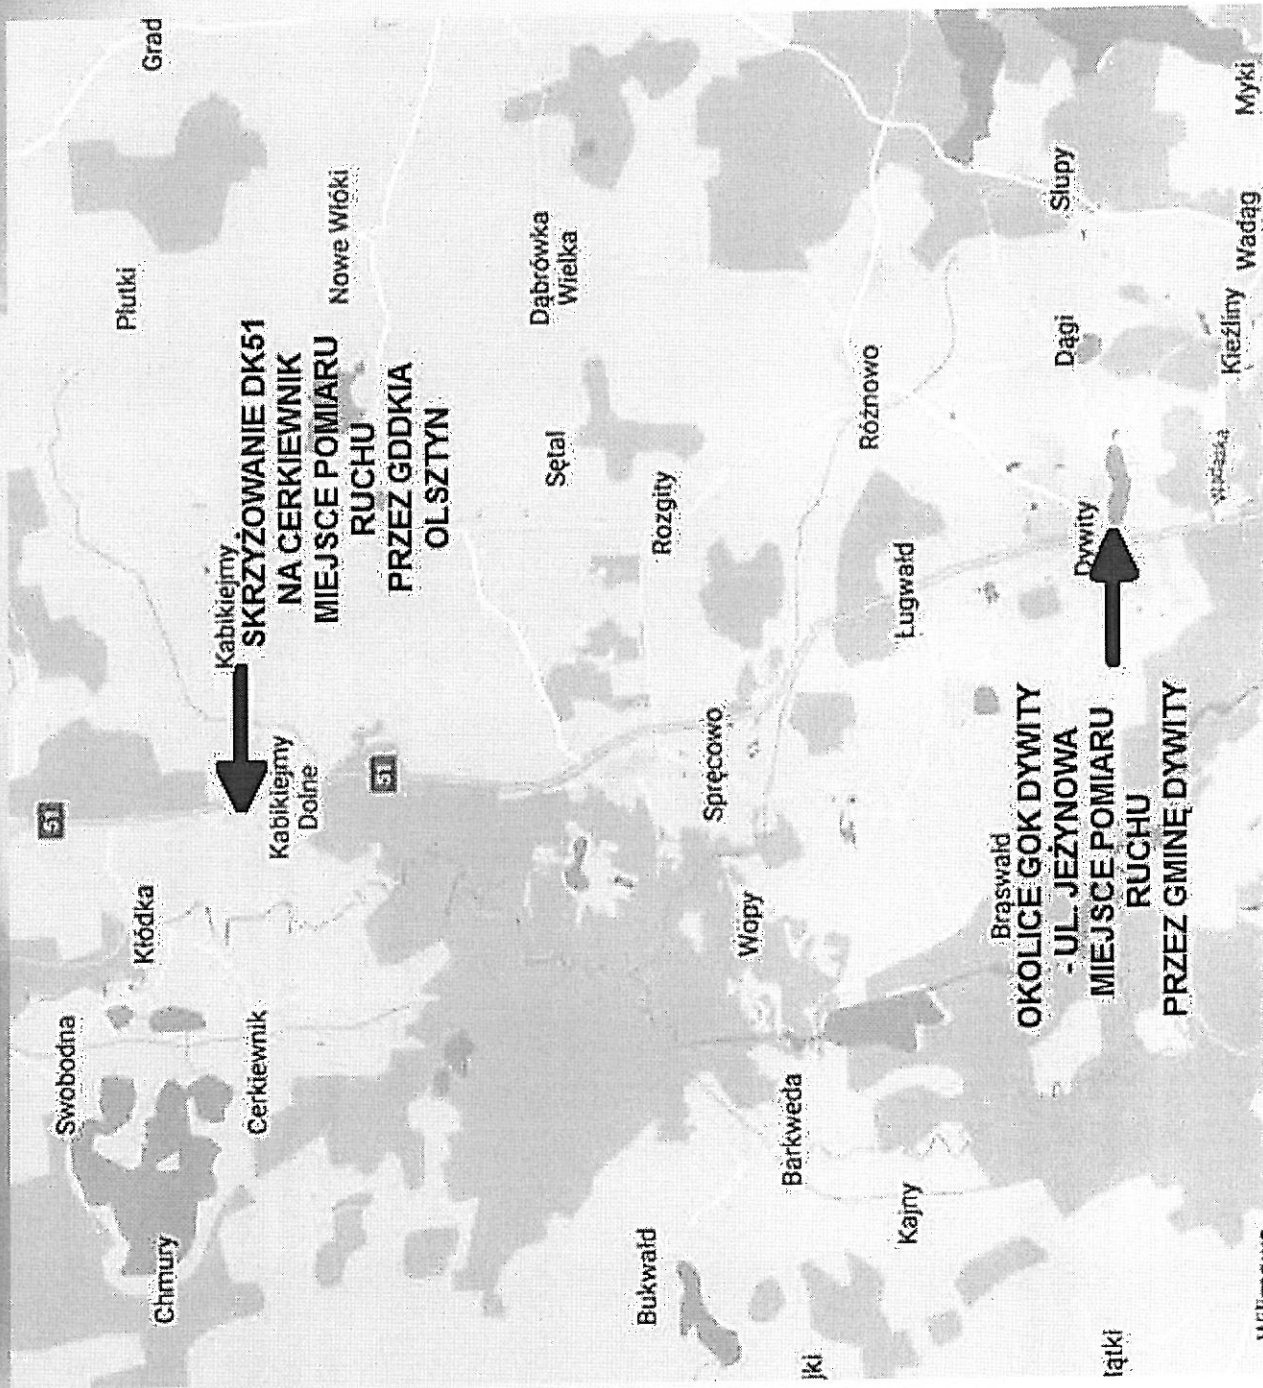 51
Swobodna
Płutki
Kłódka
Grad
Chmury
Kabikiejmy
Cerkiewnik
Kabikiejmy
Dolne
SKRZYŻOWANIE DK51
NA CERKIEWNIK
MIEJSCE POMIARU
RUCHU
PRZEZ GDDKIA
OLSZTYN
Nowe Włóki
51
Dąbrówka
Wielka
Sętal
Bukwałd
Rozgity
Spręcowo
Wopy
Barkweda
jki
Różnowo
Kajny
Ługwałd
Brąswałd
OKOLICE GOK DYWITY
- UL. JEŻYNOWA
MIEJSCE POMIARU
RUCHU
PRZEZ GMINĘ DYWITY
Słupy
Dągi
Dywity
łątki
Kieźliny
Wadąg
Myki